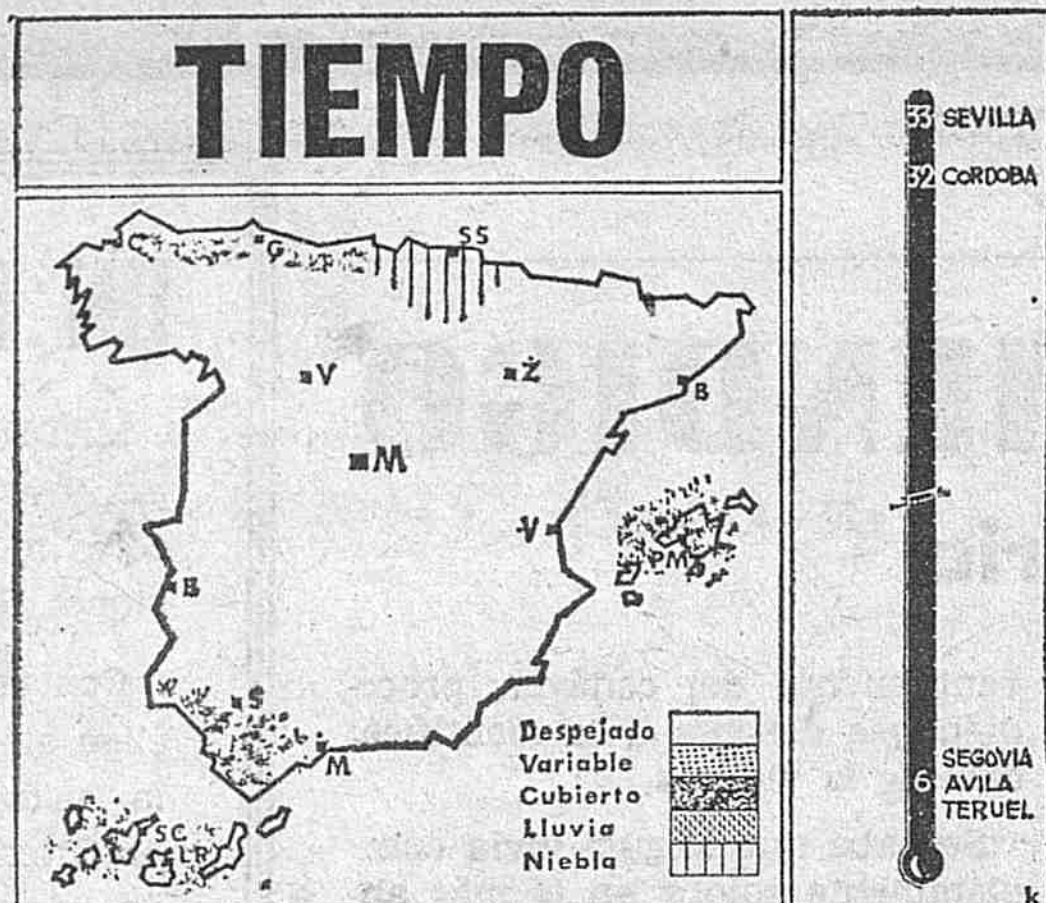 TIEMPO
C
G
SS
V
Z
B
M
V
PM
B
S
M
SC
LP
Despejado
Variable
Cubierto
Lluvia
Niebla
33 SEVILLA
32 CORDOBA
SEGOVIA
6 AVILA
TERUEL
k